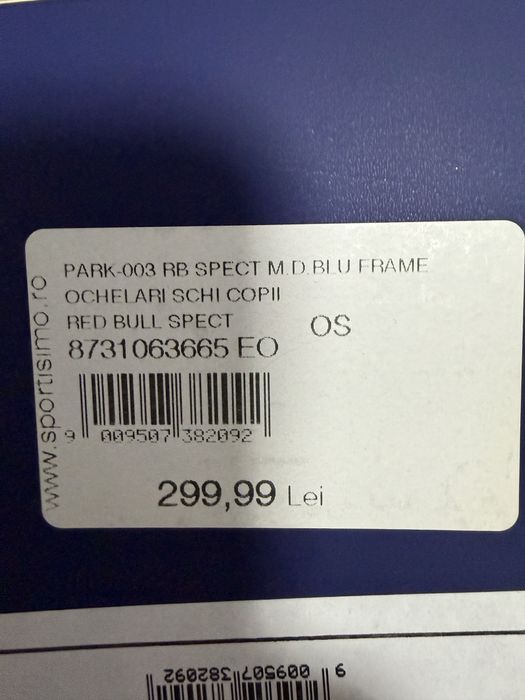 PARK-003 RB SPECT M.D.BLU FRAME
OCHELARI SCHI COPII
RED BULL SPECT
OS
8731063665 EO
9 009507 382092
299,99 Lei
www.sportisimo.ro
9 009507 382092